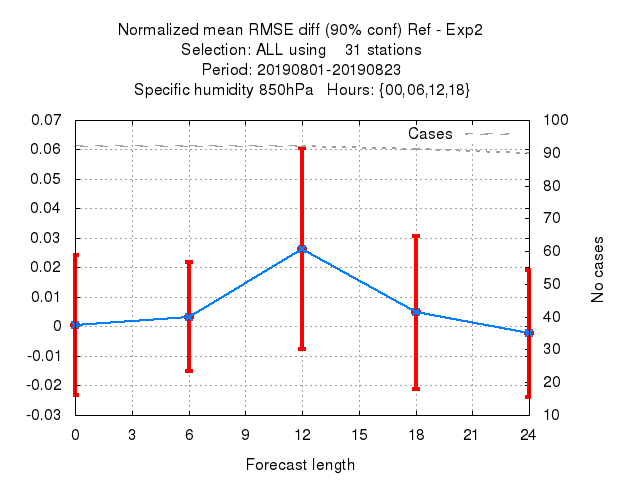 Normalized mean RMSE diff (90% conf) Ref - Exp2
Selection: ALL using    31 stations
Period: 20190801-20190823
Specific humidity 850hPa   Hours: {00,06,12,18}
Cases
0.07
0.06
0.05
0.04
0.03
0.02
0.01
0
-0.01
-0.02
-0.03
100
90
80
70
60
50
40
30
20
10
No cases
0 3 6 9 12 15 18 21 24
Forecast length